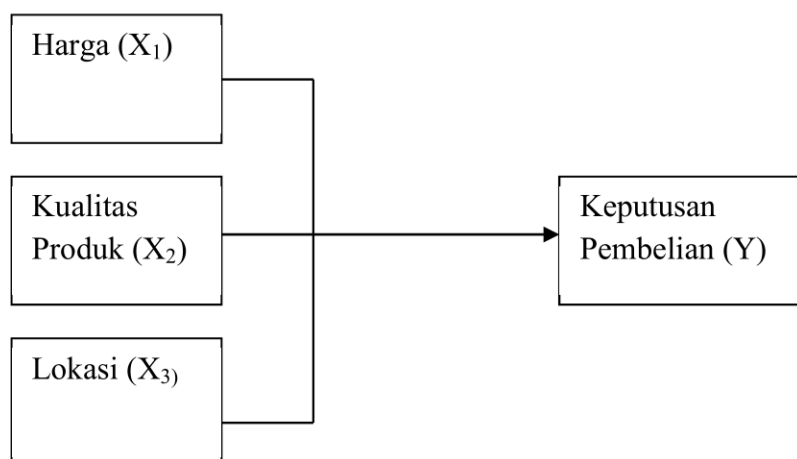 Harga (X₁)
Kualitas
Produk (X₂)
Keputusan
Pembelian (Y)
Lokasi (X₃₎